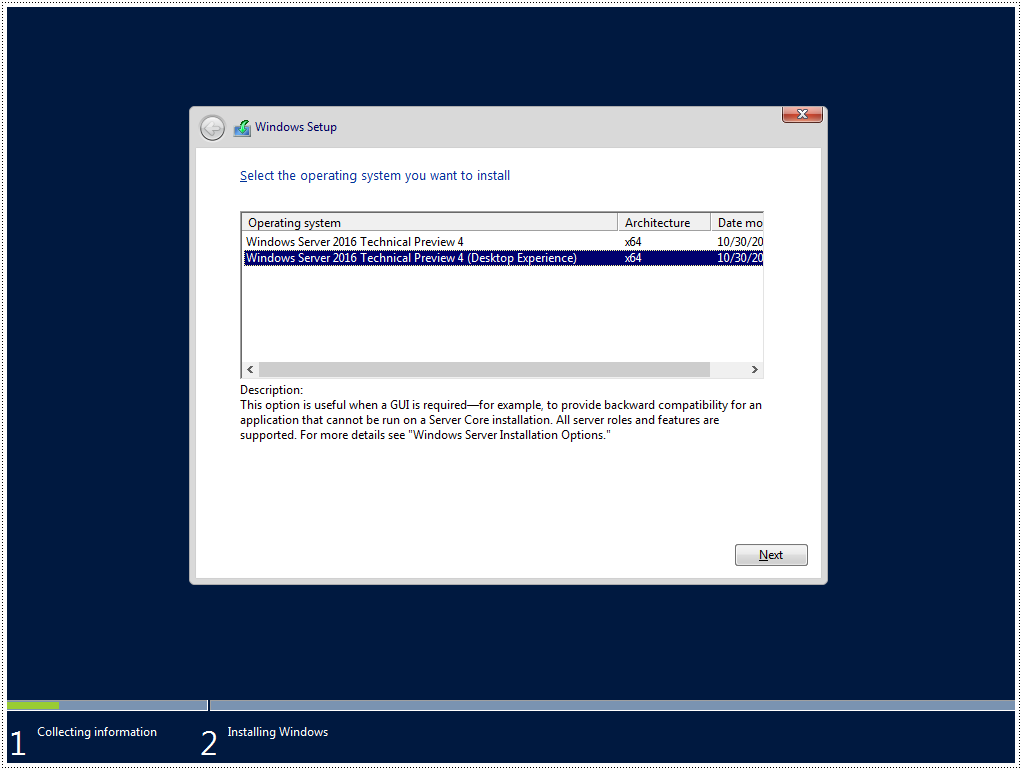 Windows Setup
Select the operating system you want to install
Operating system Architecture Date mo
Windows Server 2016 Technical Preview 4 x64 10/30/20
Windows Server 2016 Technical Preview 4 (Desktop Experience) x64 10/30/20
Description:
This option is useful when a GUI is required—for example, to provide backward compatibility for an
application that cannot be run on a Server Core installation. All server roles and features are
supported. For more details see "Windows Server Installation Options."
Next
1 Collecting information 2 Installing Windows